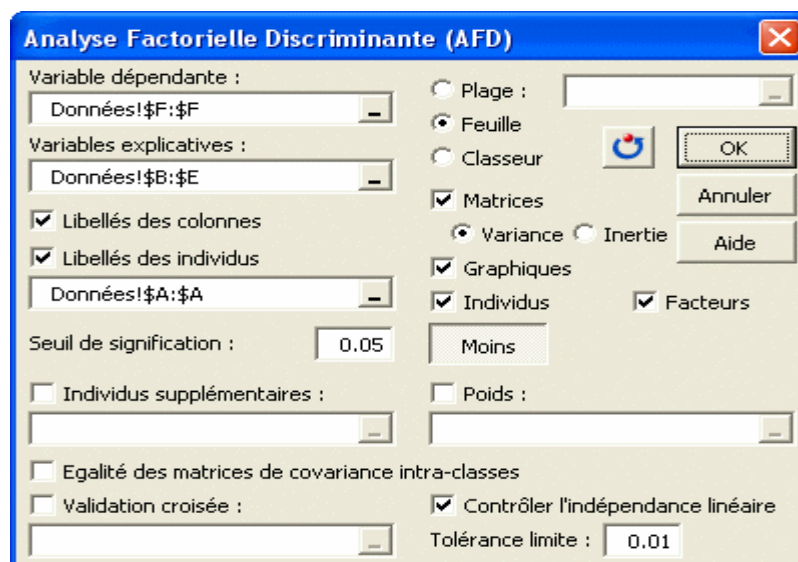 Analyse Factorielle Discriminante (AFD)
Variable dépendante :
Données!$F:$F
Variables explicatives :
Données!$B:$E
Libellés des colonnes
Libellés des individus
Données!$A:$A
Seuil de signification : 0.05
Plage :
Feuille
Classeur
OK
Annuler
Aide
Matrices
Variance Inertie
Graphiques
Individus Facteurs
Moins
Individus supplémentaires :
Poids :
Egalité des matrices de covariance intra-classes
Validation croisée :
Contrôler l'indépendance linéaire
Tolérance limite : 0.01